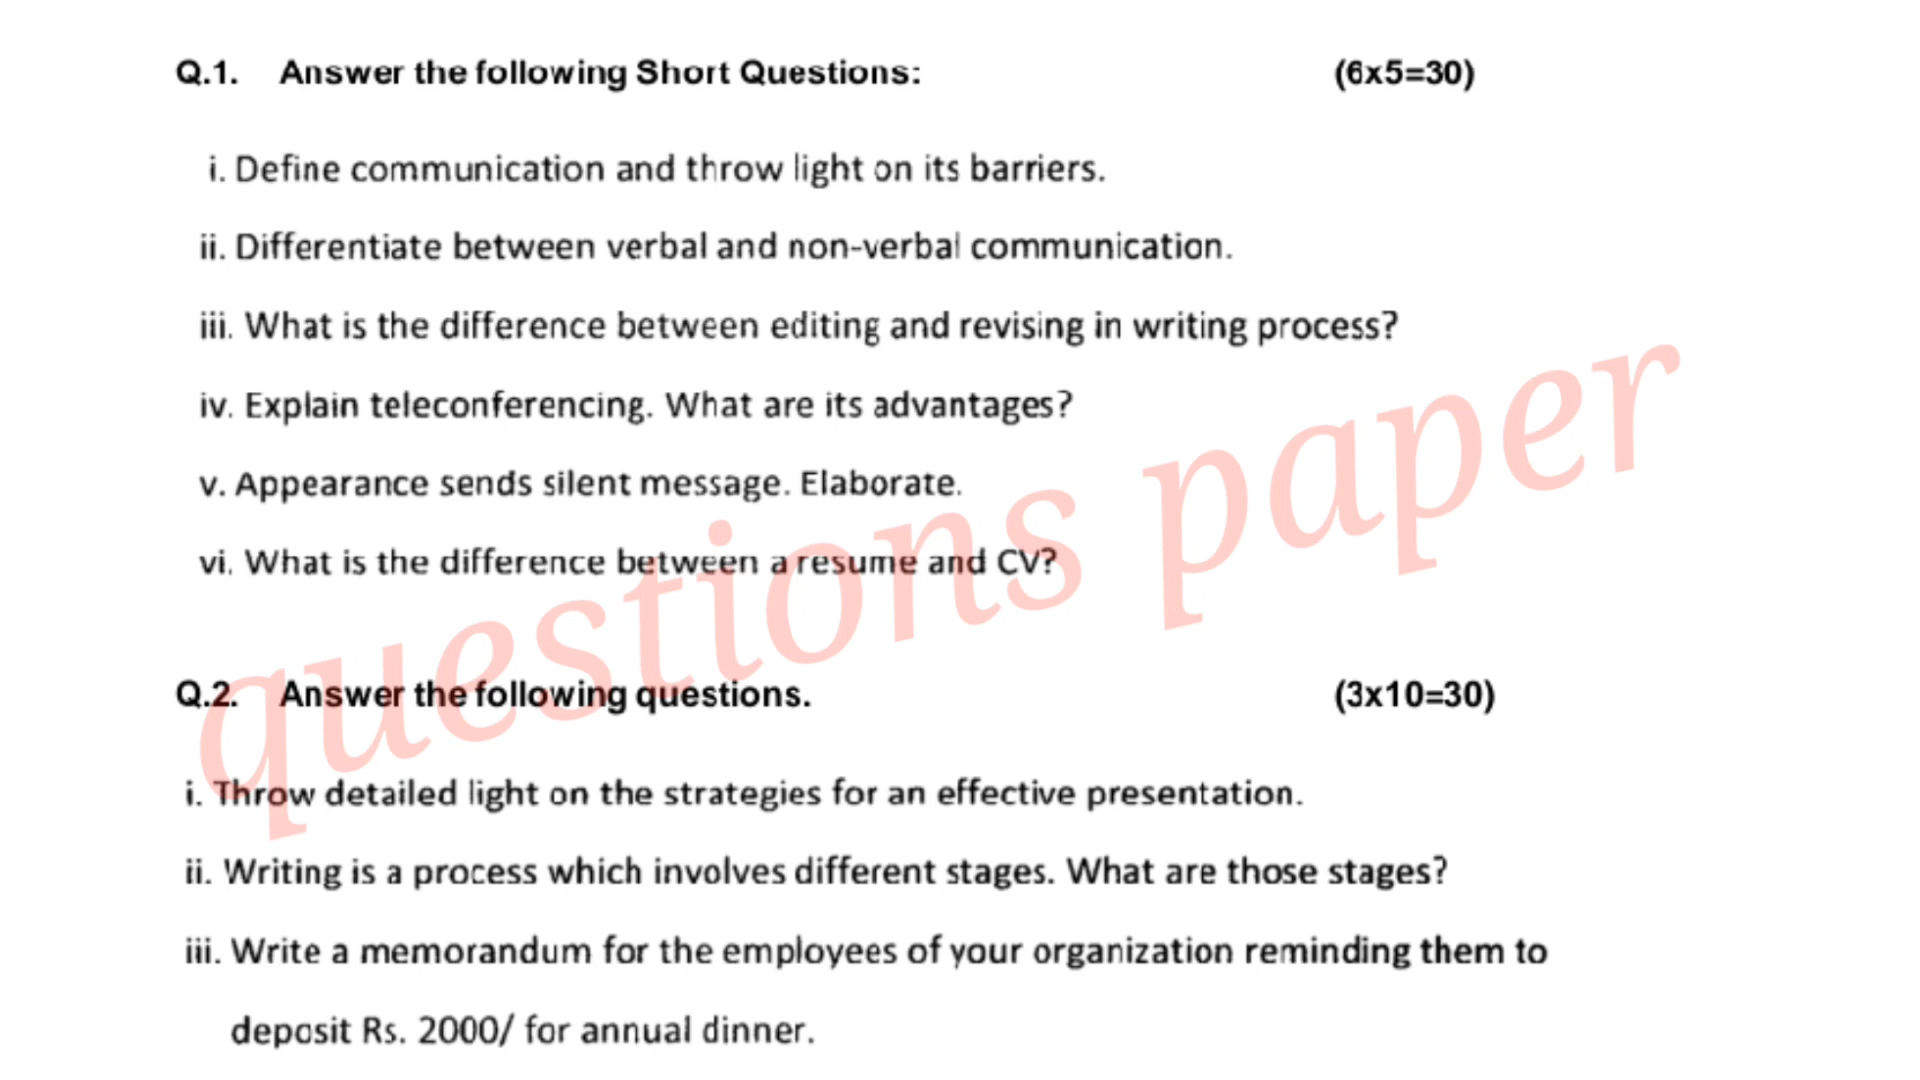 Q.1. Answer the following Short Questions: (6x5=30)
i. Define communication and throw light on its barriers.
ii. Differentiate between verbal and non-verbal communication.
iii. What is the difference between editing and revising in writing process?
iv. Explain teleconferencing. What are its advantages?
v. Appearance sends silent message. Elaborate.
vi. What is the difference between a resume and CV?
questions paper
Q.2. Answer the following questions. (3x10=30)
i. Throw detailed light on the strategies for an effective presentation.
ii. Writing is a process which involves different stages. What are those stages?
iii. Write a memorandum for the employees of your organization reminding them to
deposit Rs. 2000/ for annual dinner.